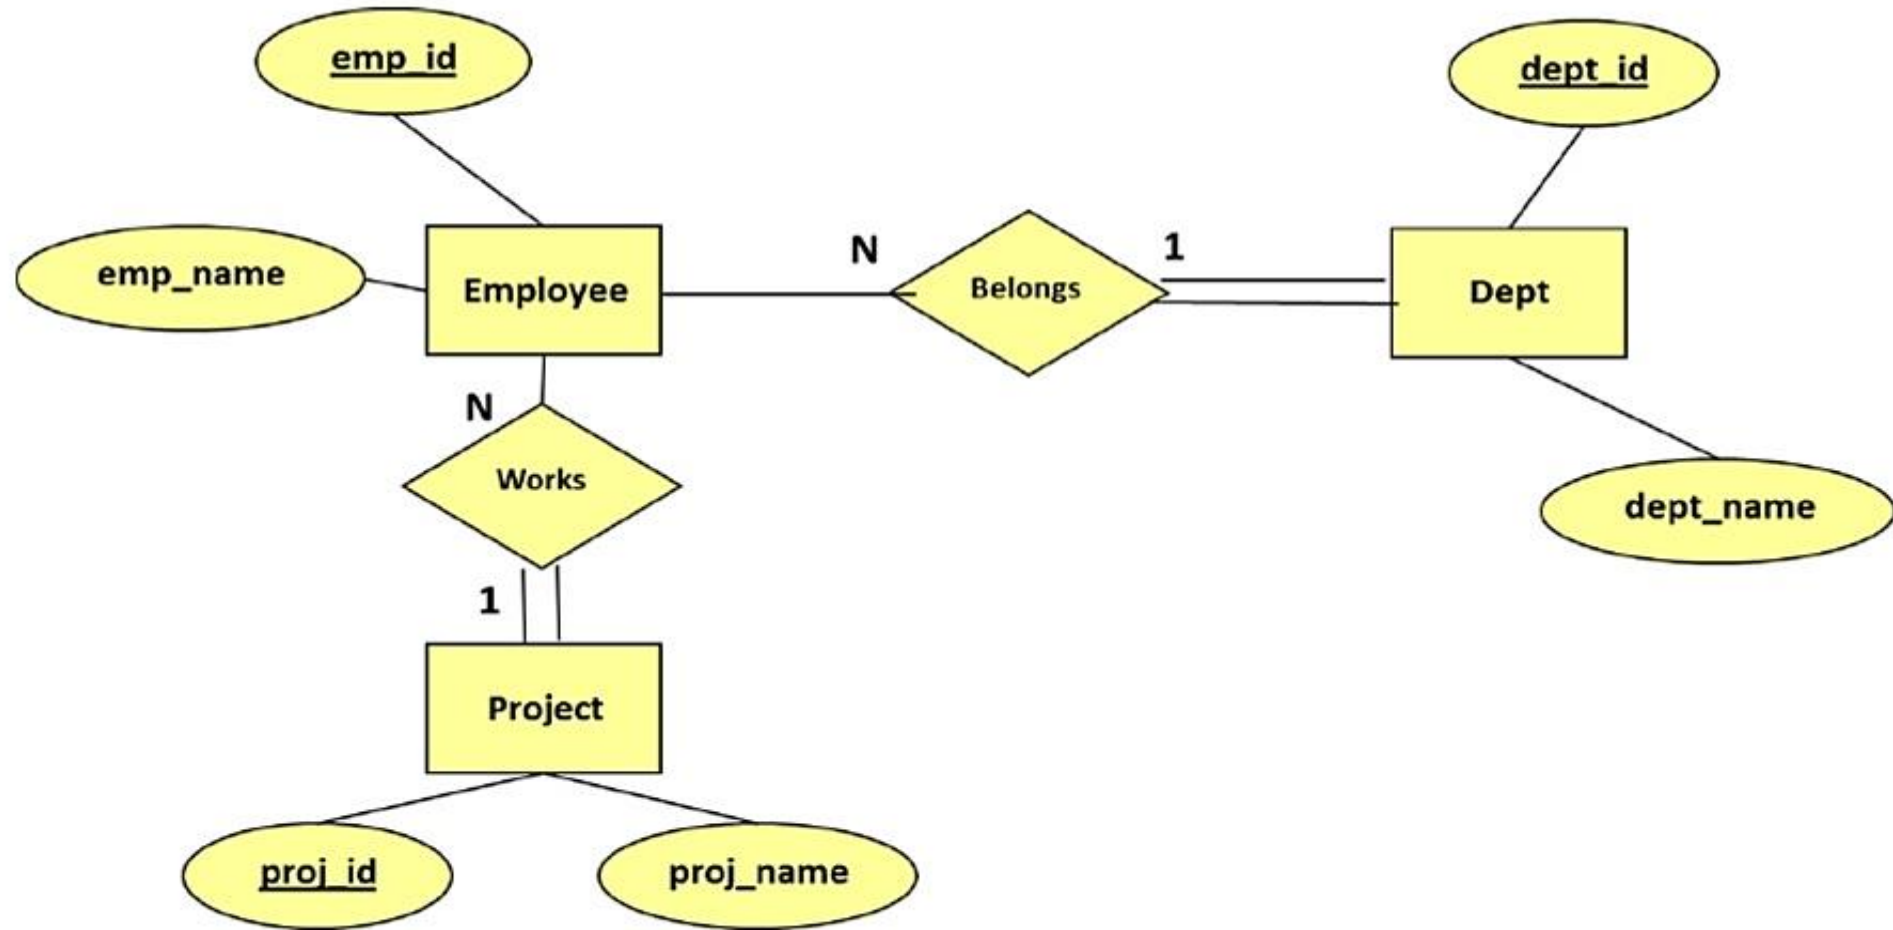 emp_id
dept_id
emp_name
Employee
N
Belongs
1
Dept
N
Works
dept_name
1
Project
proj_id
proj_name